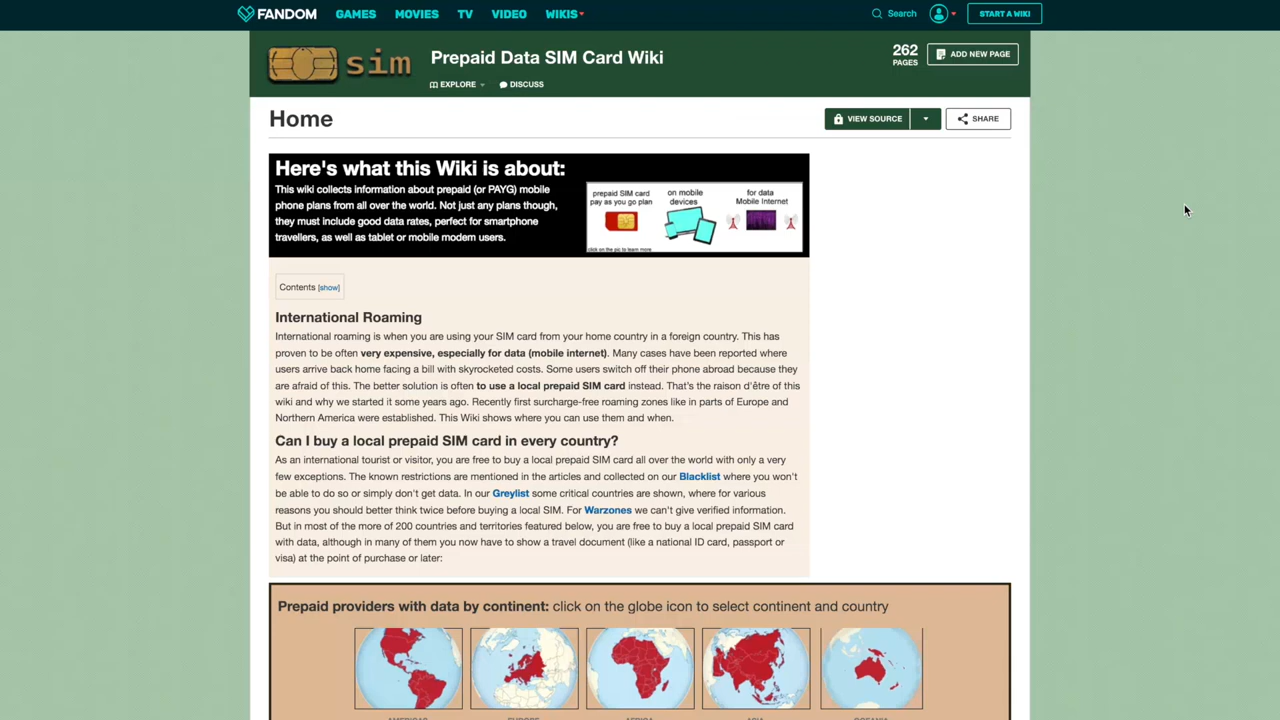 FANDOM GAMES MOVIES TV VIDEO WIKIS Search START A WIKI
sim
Prepaid Data SIM Card Wiki
262
PAGES
ADD NEW PAGE
EXPLORE DISCUSS
Home
VIEW SOURCE SHARE
Here's what this Wiki is about:
This wiki collects information about prepaid (or PAYG) mobile
phone plans from all over the world. Not just any plans though,
they must include good data rates, perfect for smartphone
travellers, as well as tablet or mobile modem users.
prepaid SIM card
pay as you go plan
on mobile
devices
for data
Mobile Internet
click on the pic to learn more
Contents [show]
International Roaming
International roaming is when you are using your SIM card from your home country in a foreign country. This has
proven to be often very expensive, especially for data (mobile internet). Many cases have been reported where
users arrive back home facing a bill with skyrocketed costs. Some users switch off their phone abroad because they
are afraid of this. The better solution is often to use a local prepaid SIM card instead. That's the raison d'être of this
wiki and why we started it some years ago. Recently first surcharge-free roaming zones like in parts of Europe and
Northern America were established. This Wiki shows where you can use them and when.
Can I buy a local prepaid SIM card in every country?
As an international tourist or visitor, you are free to buy a local prepaid SIM card all over the world with only a very
few exceptions. The known restrictions are mentioned in the articles and collected on our Blacklist where you won't
be able to do so or simply don't get data. In our Greylist some critical countries are shown, where for various
reasons you should better think twice before buying a local SIM. For Warzones we can't give verified information.
But in most of the more of 200 countries and territories featured below, you are free to buy a local prepaid SIM card
with data, although in many of them you now have to show a travel document (like a national ID card, passport or
visa) at the point of purchase or later:
Prepaid providers with data by continent: click on the globe icon to select continent and country
AMERICAS EUROPE AFRICA ASIA OCEANIA